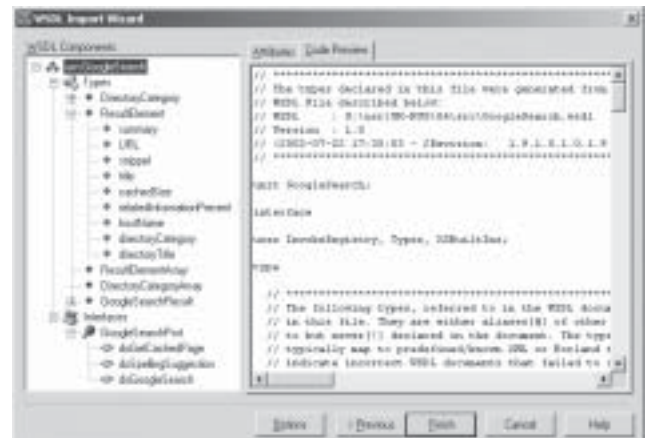 WSDL Import Wizard
WSDL Components
urn:GoogleSearch
Types
DirectoryCategory
ResultElement
summary
URL
snippet
title
cachedSize
relatedInformationPresent
hostName
directoryCategory
directoryTitle
ResultElementArray
DirectoryCategoryArray
GoogleSearchResult
Interfaces
GoogleSearchPort
doGetCachedPage
doSpellingSuggestion
doGoogleSearch
Attributes Code Preview
// ************************************************
// The types declared in this file were generated from
// WSDL File described below:
// WSDL :
// Version : 1.0
// ************************************************
unit GoogleSearch;
interface
uses InvokeRegistry, Types, XSBuiltIns;
type
// ************************************************
// The following types, referred to in the WSDL docum
// in this file. They are either aliases[@] of other
// to but never[!] declared in the document. The type
// typically map to predefined/known XML or Borland t
// indicate incorrect WSDL documents that failed to
Options < Previous Finish Cancel Help